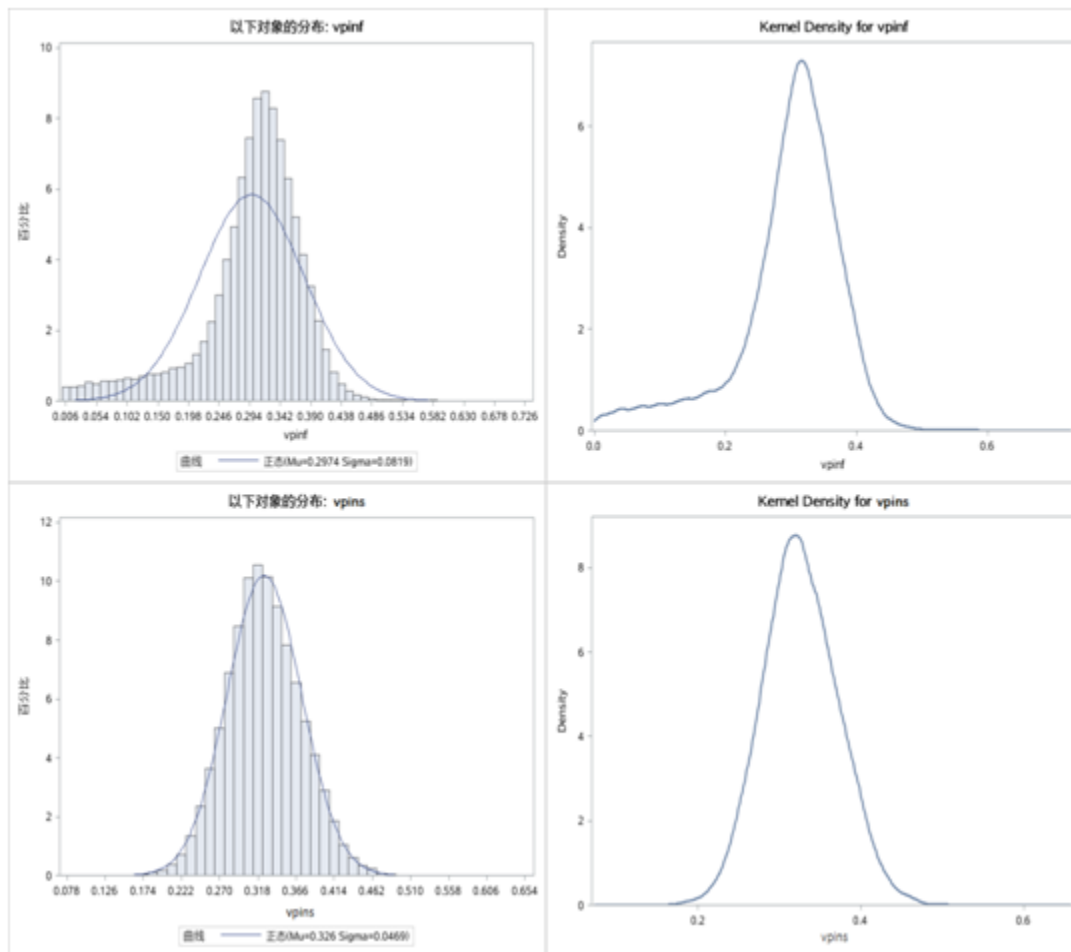 以下对象的分布: vpinf
10
8
6
4
2
0
百分比
0.006 0.054 0.102 0.150 0.198 0.246 0.294 0.342 0.390 0.438 0.486 0.534 0.582 0.630 0.678 0.726
vpinf
曲线 正态(Mu=0.2974 Sigma=0.0819)
Kernel Density for vpinf
6
4
2
0
Density
0.0 0.2 0.4 0.6
vpinf
以下对象的分布: vpins
12
10
8
6
4
2
0
百分比
0.078 0.126 0.174 0.222 0.270 0.318 0.366 0.414 0.462 0.510 0.558 0.606 0.654
vpins
曲线 正态(Mu=0.326 Sigma=0.0469)
Kernel Density for vpins
8
6
4
2
0
Density
0.2 0.4 0.6
vpins